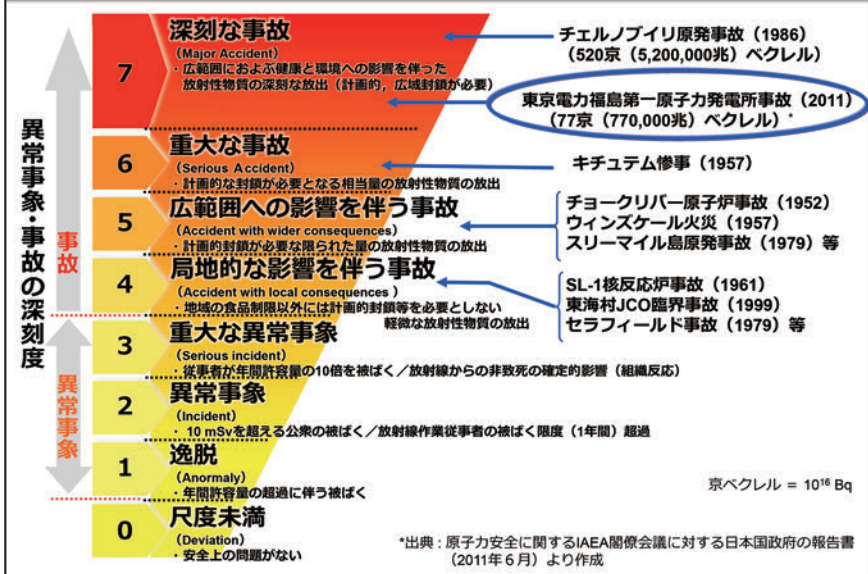 異常事象・事故の深刻度
事故
異常事象
7
深刻な事故
(Major Accident)
・広範囲におよぶ健康と環境への影響を伴った
放射性物質の深刻な放出（計画的，広域封鎖が必要）
チェルノブイリ原発事故（1986）
（520京（5,200,000兆）ベクレル）
東京電力福島第一原子力発電所事故（2011）
（77京（770,000兆）ベクレル）*
6
重大な事故
(Serious Accident)
・計画的な封鎖が必要となる相当量の放射性物質の放出
キチュテム惨事（1957）
5
広範囲への影響を伴う事故
(Accident with wider consequences)
・計画的封鎖が必要な限られた量の放射性物質の放出
チョークリバー原子炉事故（1952）
ウィンズケール火災（1957）
スリーマイル島原発事故（1979）等
4
局地的な影響を伴う事故
(Accident with local consequences )
・地域の食品制限以外には計画的封鎖等を必要としない
軽微な放射性物質の放出
SL-1核反応炉事故（1961）
東海村JCO臨界事故（1999）
セラフィールド事故（1979）等
3
重大な異常事象
(Serious incident)
・従事者が年間許容量の10倍を被ばく／放射線からの非致死の確定的影響（組織反応）
2
異常事象
(Incident)
・ 10 mSvを超える公衆の被ばく／放射線作業従事者の被ばく限度（1年間）超過
1
逸脱
(Anormaly)
・年間許容量の超過に伴う被ばく
京ベクレル = 10¹⁶ Bq
0
尺度未満
(Deviation)
・安全上の問題がない
*出典：原子力安全に関するIAEA閣僚会議に対する日本国政府の報告書
（2011年６月）より作成